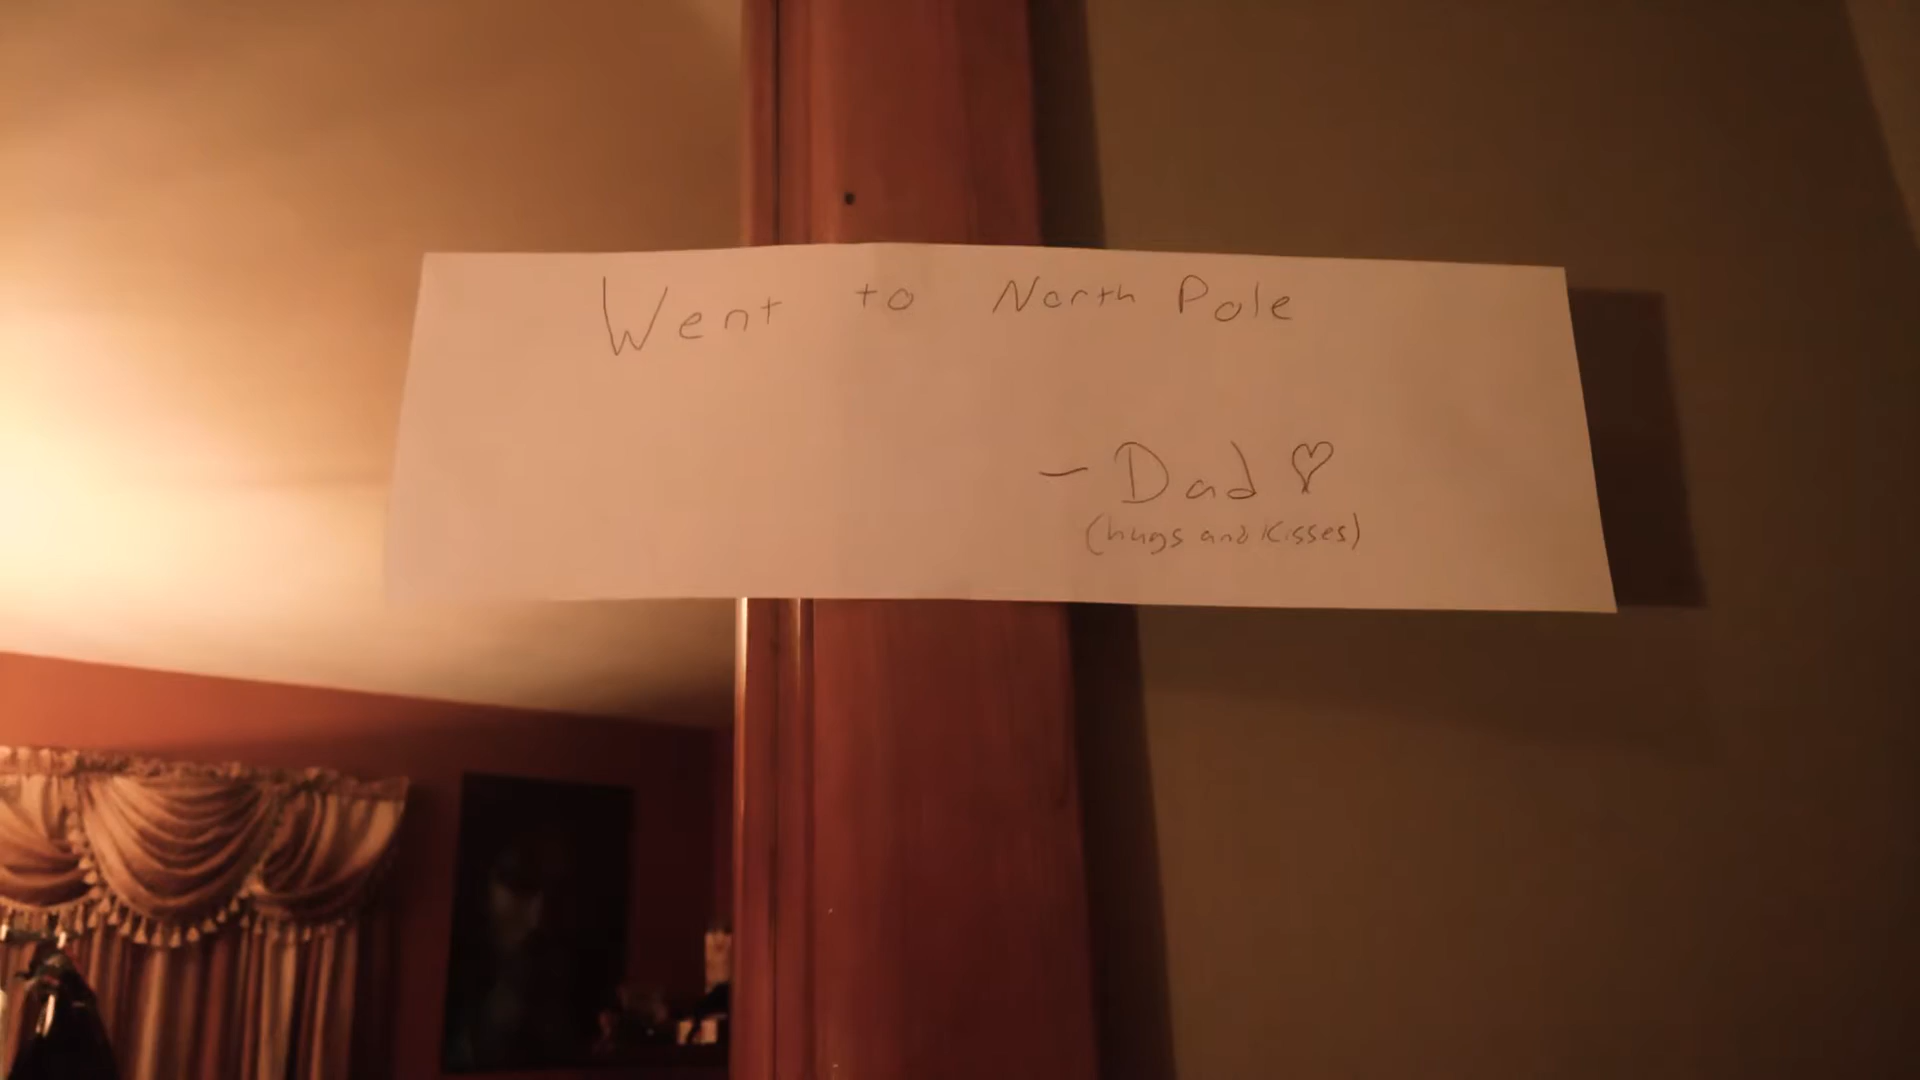 Went to North Pole
- Dad ♡
(hugs and kisses)